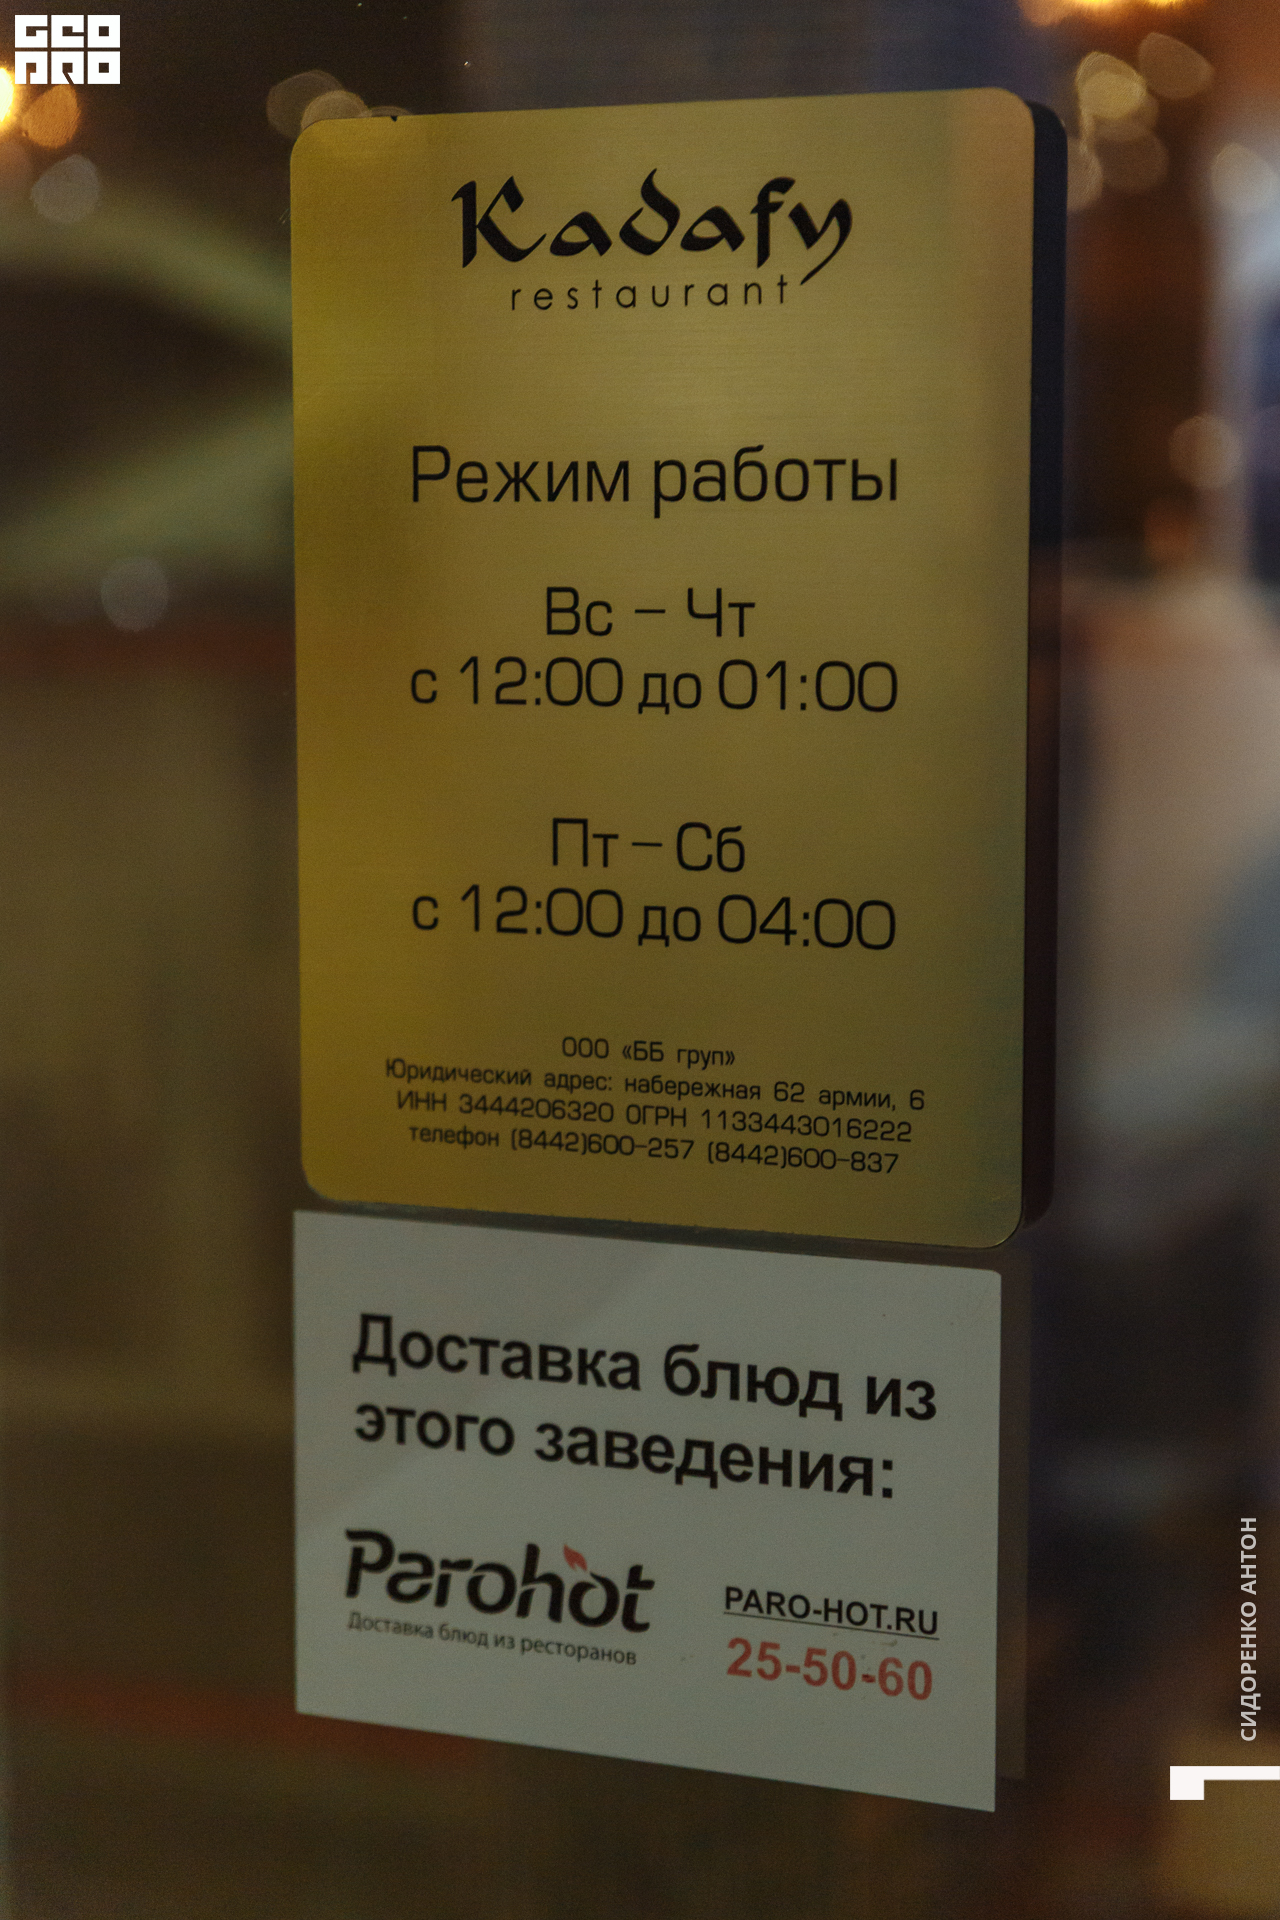 GEO
PRO
Kadafy
restaurant
Режим работы
Вс – Чт
с 12:00 до 01:00
Пт – Сб
с 12:00 до 04:00
ООО «ББ груп»
Юридический адрес: набережная 62 армии, 6
ИНН 3444206320 ОГРН 1133443016222
телефон (8442)600-257 (8442)600-837
Доставка блюд из
этого заведения:
Parohot
Доставка блюд из ресторанов
PARO-HOT.RU
25-50-60
СИДОРЕНКО АНТОН